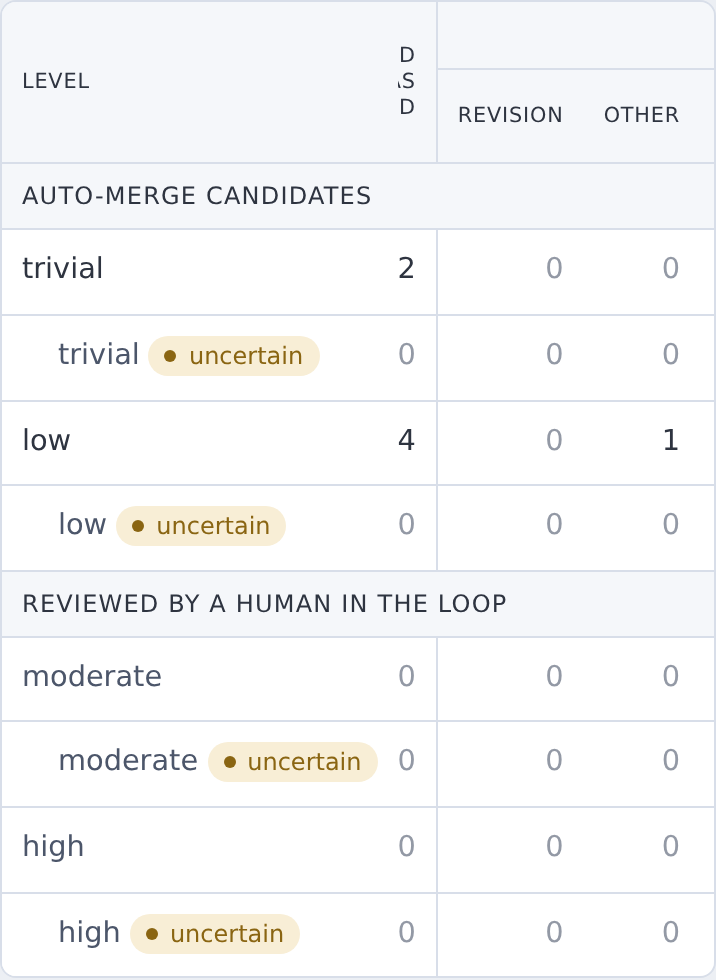 LEVEL
D
AS
D
REVISION OTHER
AUTO-MERGE CANDIDATES
trivial 2 0 0
trivial uncertain 0 0 0
low 4 0 1
low uncertain 0 0 0
REVIEWED BY A HUMAN IN THE LOOP
moderate 0 0 0
moderate uncertain 0 0 0
high 0 0 0
high uncertain 0 0 0